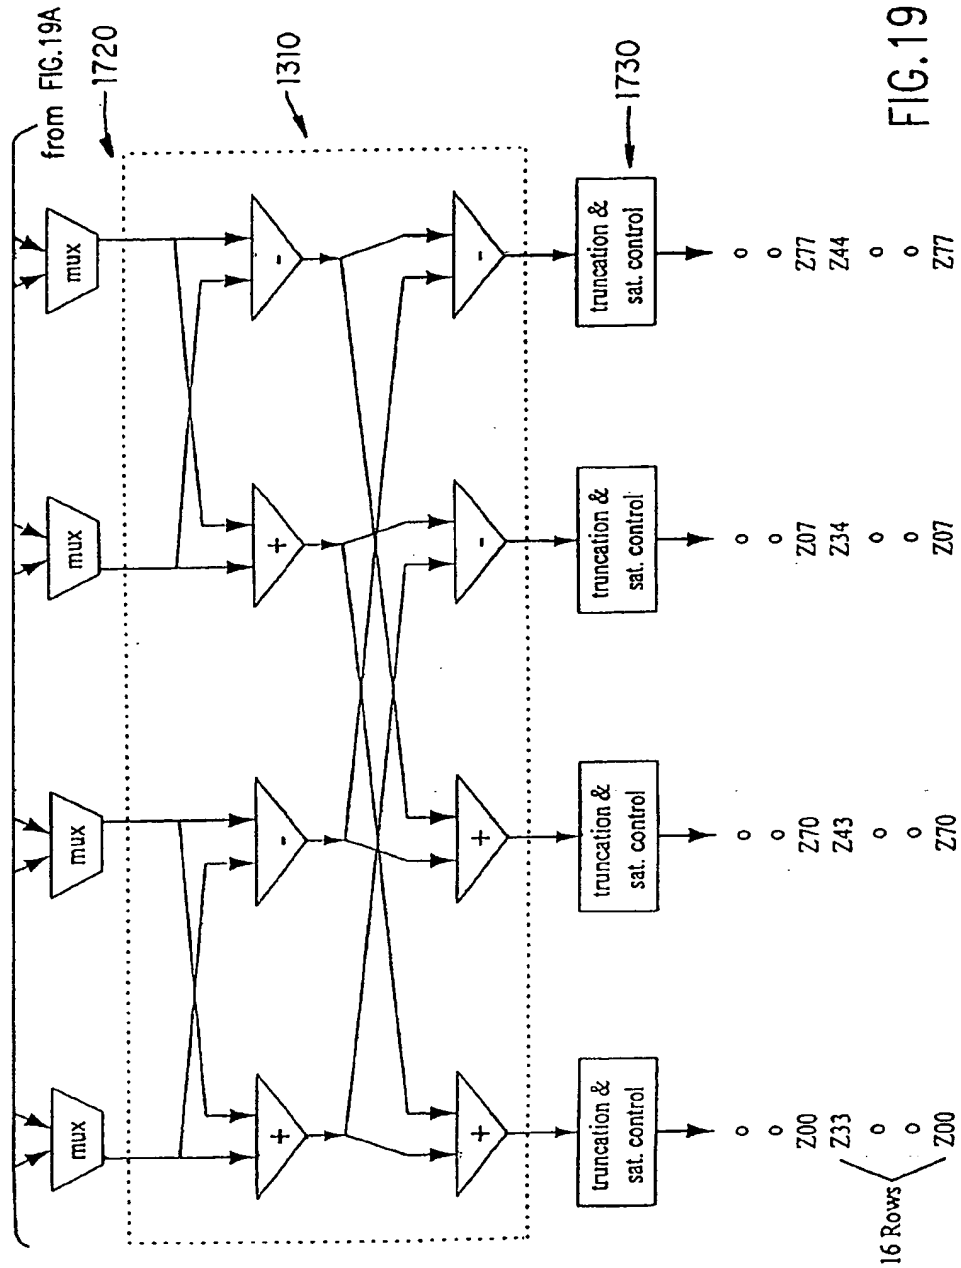 from FIG.19A
1720
mux
mux
mux
mux
1310
+
-
+
-
+
+
-
-
1730
truncation & sat. control
truncation & sat. control
truncation & sat. control
truncation & sat. control
Z00 Z70 Z07 Z77
Z33 Z43 Z34 Z44
16 Rows
Z00 Z70 Z07 Z77
FIG.19